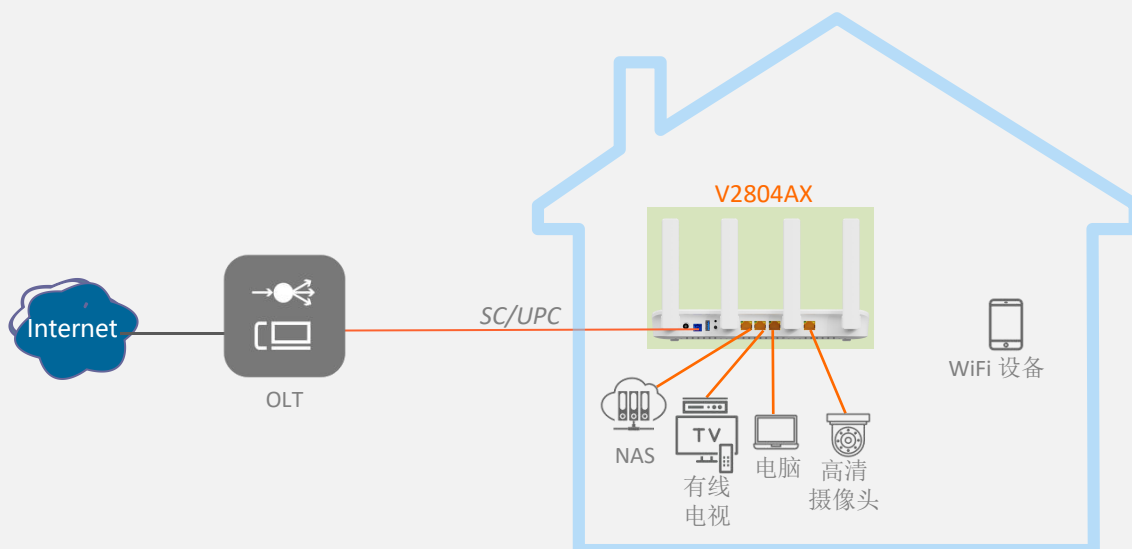 V2804AX
SC/UPC
Internet
OLT
WiFi 设备
TV
NAS
有线
电视
电脑
高清
摄像头